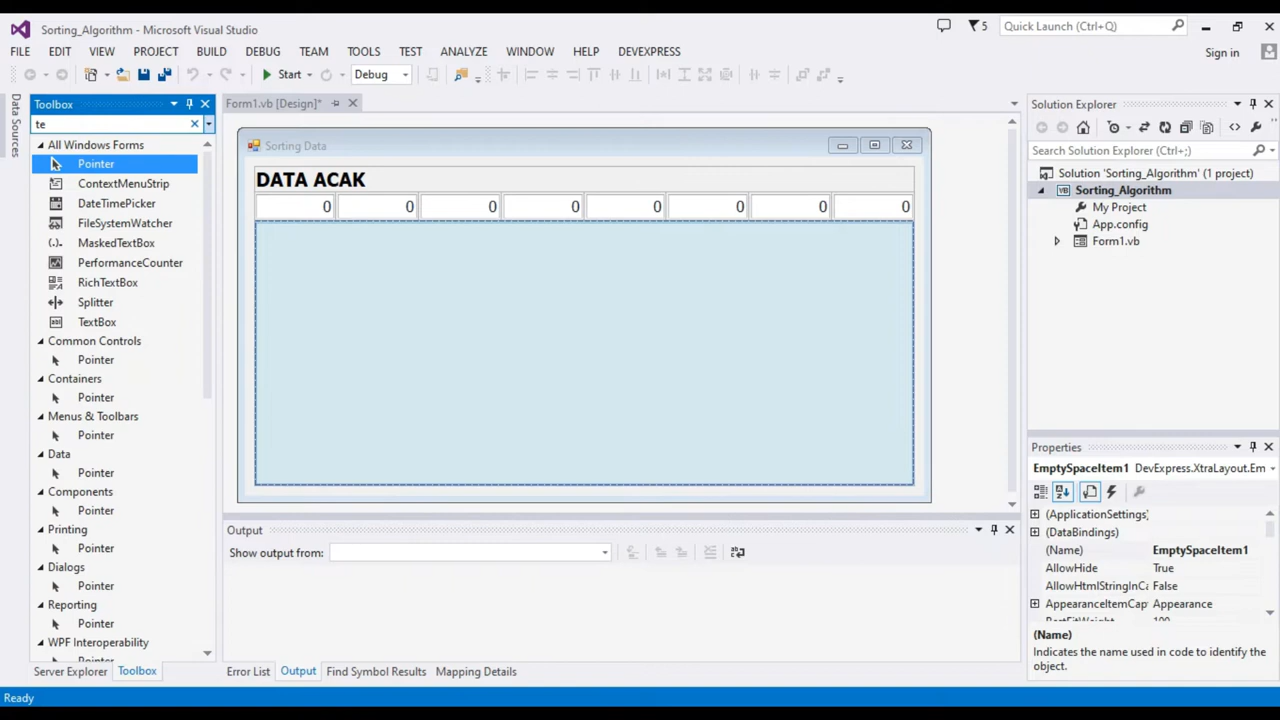 Sorting_Algorithm - Microsoft Visual Studio
5
Quick Launch (Ctrl+Q)
FILE EDIT VIEW PROJECT BUILD DEBUG TEAM TOOLS TEST ANALYZE WINDOW HELP DEVEXPRESS
Sign in
Start
Debug
Data Sources
Toolbox
te
All Windows Forms
Pointer
ContextMenuStrip
DateTimePicker
FileSystemWatcher
MaskedTextBox
PerformanceCounter
RichTextBox
Splitter
TextBox
Common Controls
Pointer
Containers
Pointer
Menus & Toolbars
Pointer
Data
Pointer
Components
Pointer
Printing
Pointer
Dialogs
Pointer
Reporting
Pointer
WPF Interoperability
Pointer
Server Explorer Toolbox
Form1.vb [Design]*
Sorting Data
DATA ACAK
0 0 0 0 0 0 0 0
Output
Show output from:
Error List Output Find Symbol Results Mapping Details
Solution Explorer
Search Solution Explorer (Ctrl+;)
Solution 'Sorting_Algorithm' (1 project)
VB Sorting_Algorithm
My Project
App.config
Form1.vb
Properties
EmptySpaceItem1 DevExpress.XtraLayout.Em
(ApplicationSettings)
(DataBindings)
(Name) EmptySpaceItem1
AllowHide True
AllowHtmlStringInCa False
AppearanceItemCap Appearance
BestFitWeight 100
(Name)
Indicates the name used in code to identify the
object.
Ready